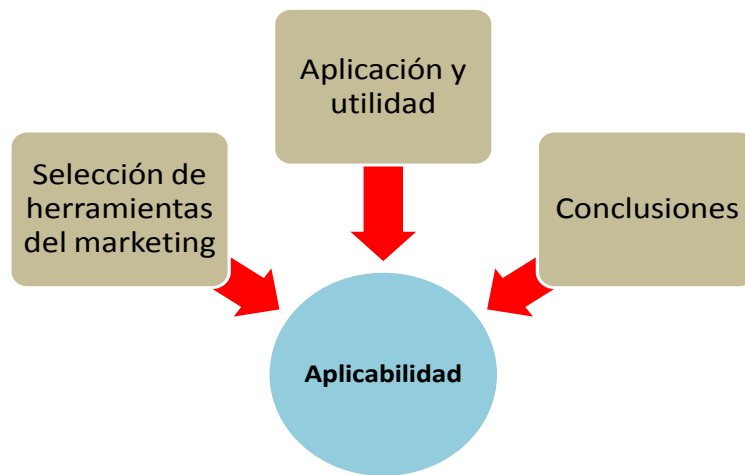 Aplicación y
utilidad
Selección de
herramientas
del marketing
Conclusiones
Aplicabilidad